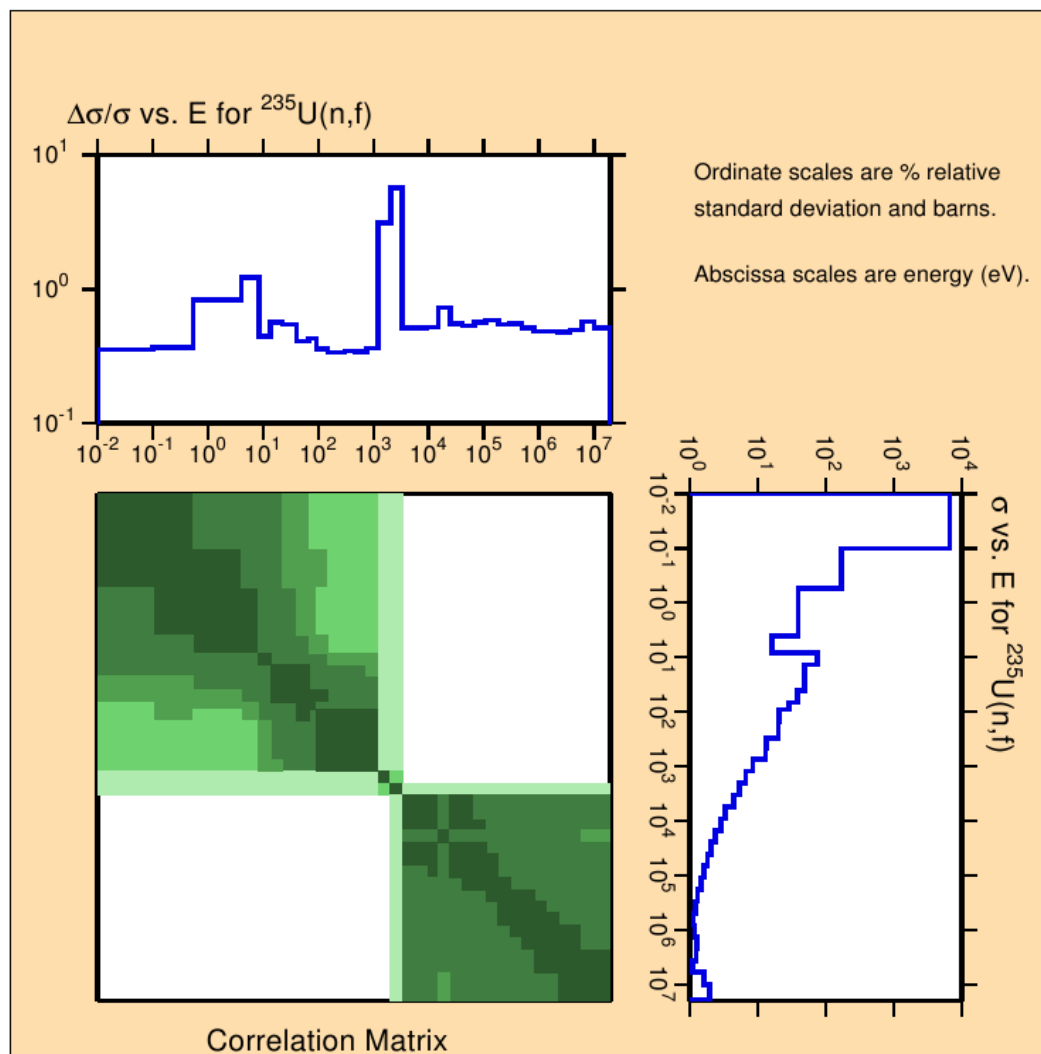 Δσ/σ vs. E for ²³⁵U(n,f)
Ordinate scales are % relative
standard deviation and barns.
Abscissa scales are energy (eV).
10¹
10⁰
10⁻¹
10⁻² 10⁻¹ 10⁰ 10¹ 10² 10³ 10⁴ 10⁵ 10⁶ 10⁷
10⁰ 10¹ 10² 10³ 10⁴
10⁻²
10⁻¹
10⁰
10¹
10²
10³
10⁴
10⁵
10⁶
10⁷
σ vs. E for ²³⁵U(n,f)
Correlation Matrix